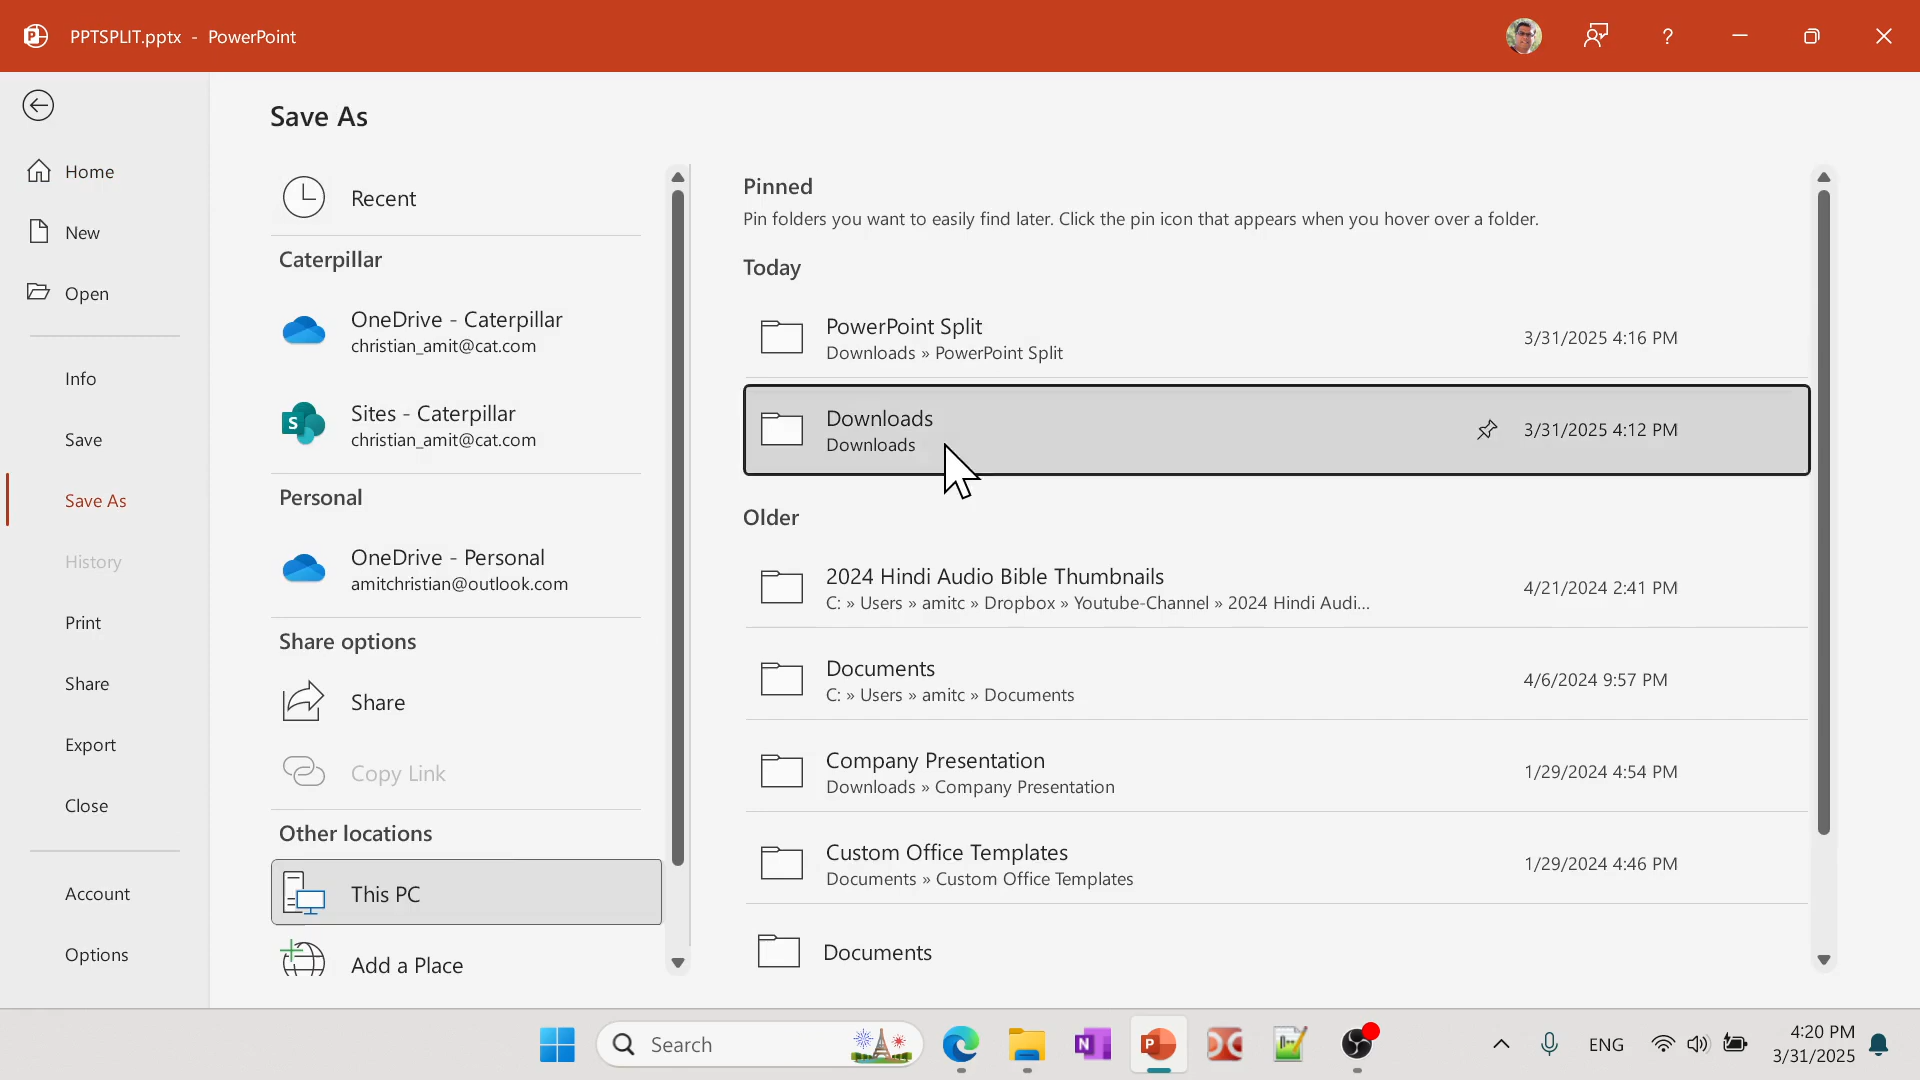 PPTSPLIT.pptx - PowerPoint
?
Save As
Home
New
Open
Info
Save
Save As
History
Print
Share
Export
Close
Account
Options
Recent
Caterpillar
OneDrive - Caterpillar
christian_amit@cat.com
Sites - Caterpillar
christian_amit@cat.com
Personal
OneDrive - Personal
amitchristian@outlook.com
Share options
Share
Copy Link
Other locations
This PC
Add a Place
Pinned
Pin folders you want to easily find later. Click the pin icon that appears when you hover over a folder.
Today
PowerPoint Split
Downloads » PowerPoint Split
3/31/2025 4:16 PM
Downloads
Downloads
3/31/2025 4:12 PM
Older
2024 Hindi Audio Bible Thumbnails
C: » Users » amitc » Dropbox » Youtube-Channel » 2024 Hindi Audi...
4/21/2024 2:41 PM
Documents
C: » Users » amitc » Documents
4/6/2024 9:57 PM
Company Presentation
Downloads » Company Presentation
1/29/2024 4:54 PM
Custom Office Templates
Documents » Custom Office Templates
1/29/2024 4:46 PM
Documents
Search
ENG
4:20 PM
3/31/2025